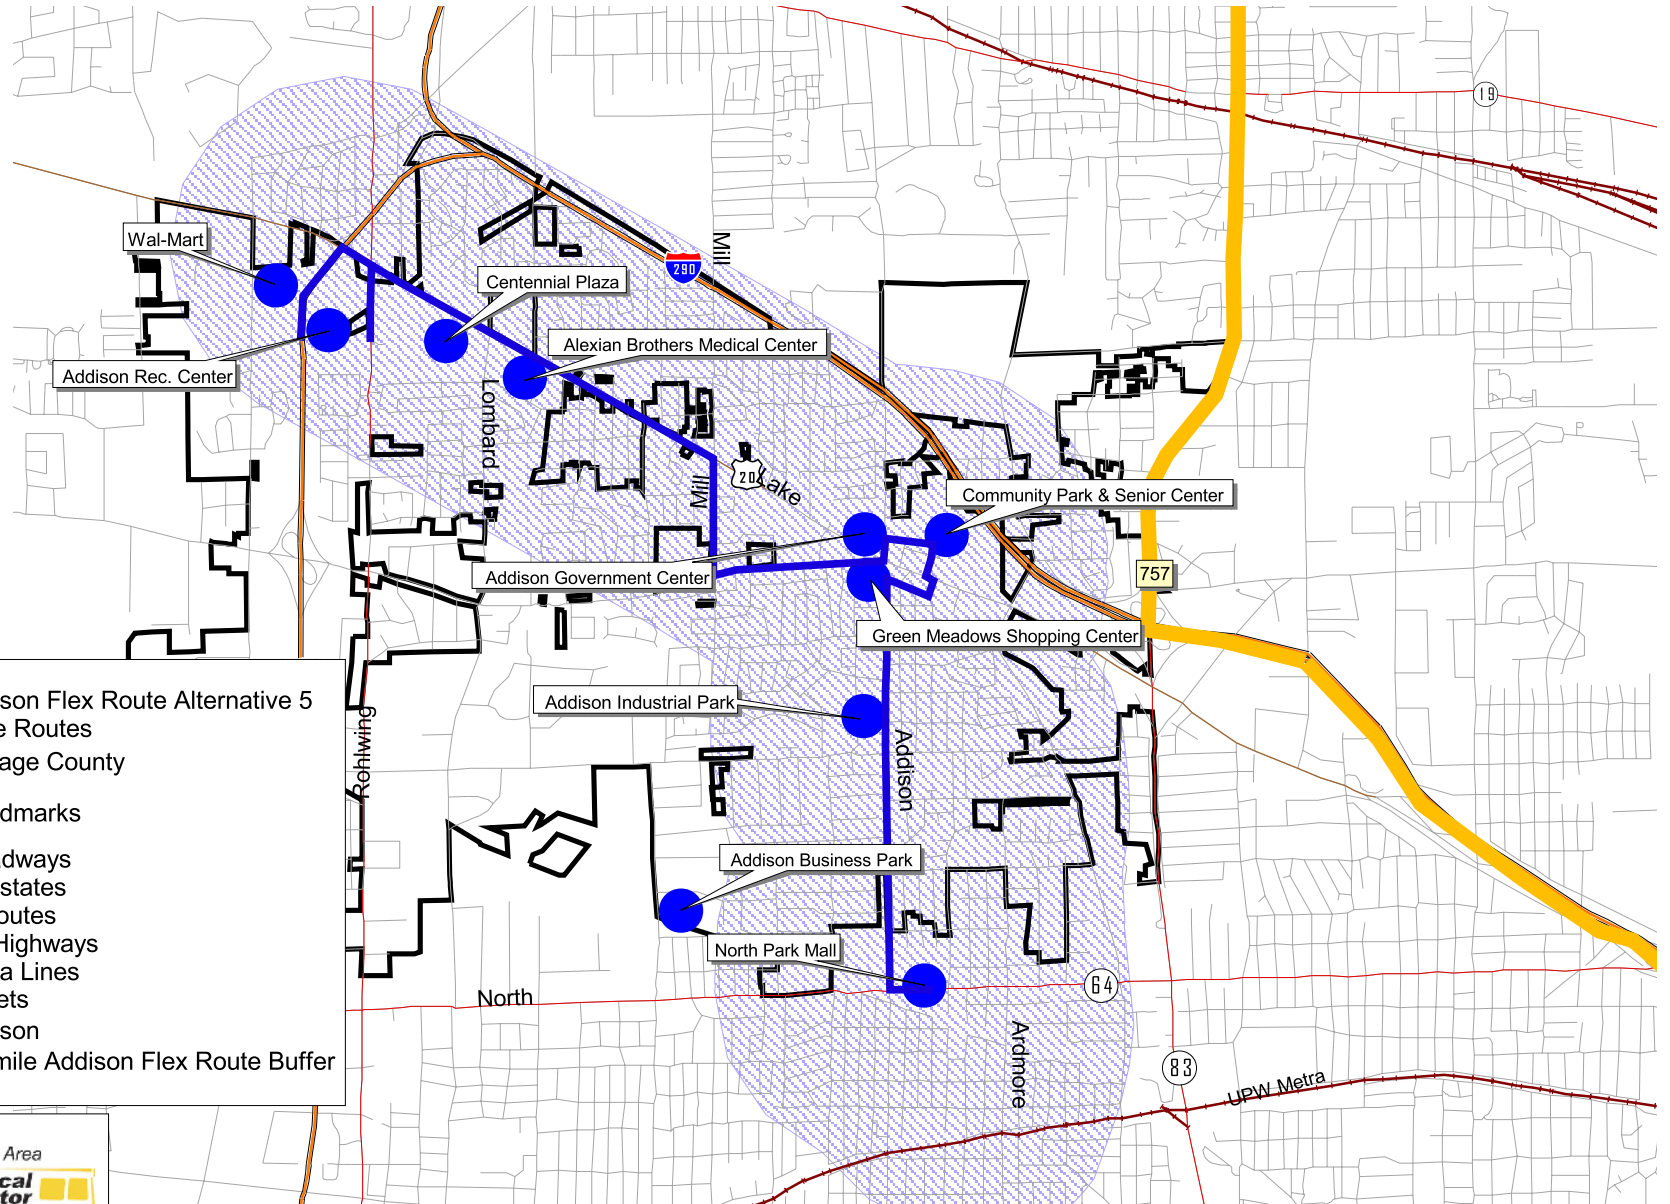 19
Wal-Mart
Mill
290
Centennial Plaza
Alexian Brothers Medical Center
Addison Rec. Center
Lombard
Mill
20
Lake
Community Park & Senior Center
Addison Government Center
757
Green Meadows Shopping Center
Addison Industrial Park
son Flex Route Alternative 5
e Routes
age County
dmarks
dways
states
outes
Highways
a Lines
ets
son
mile Addison Flex Route Buffer
Rohlwing
Addison
Addison Business Park
North Park Mall
North
64
Ardmore
83
UPW Metra
Area
cal
tor